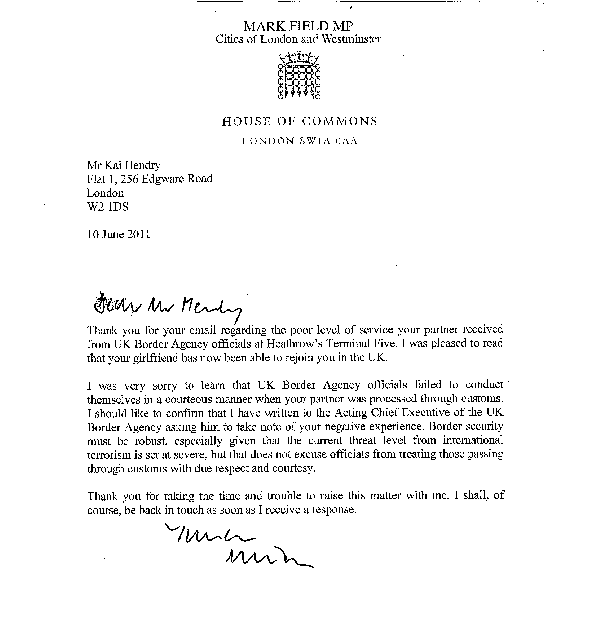 MARK FIELD MP
Cities of London and Westminster
HOUSE OF COMMONS
LONDON SW1A 0AA
Mr Kai Hendry
Flat 1, 256 Edgware Road
London
W2 1DS
10 June 2011
Dear Mr Hendry
Thank you for your email regarding the poor level of service your partner received
from UK Border Agency officials at Heathrow's Terminal Five. I was pleased to read
that your girlfriend has now been able to rejoin you in the UK.
I was very sorry to learn that UK Border Agency officials failed to conduct
themselves in a courteous manner when your partner was processed through customs.
I should like to confirm that I have written to the Acting Chief Executive of the UK
Border Agency asking him to take note of your negative experience. Border security
must be robust, especially given that the current threat level from international
terrorism is set at severe, but that does not excuse officials from treating those passing
through customs with due respect and courtesy.
Thank you for taking the time and trouble to raise this matter with me. I shall, of
course, be back in touch as soon as I receive a response.